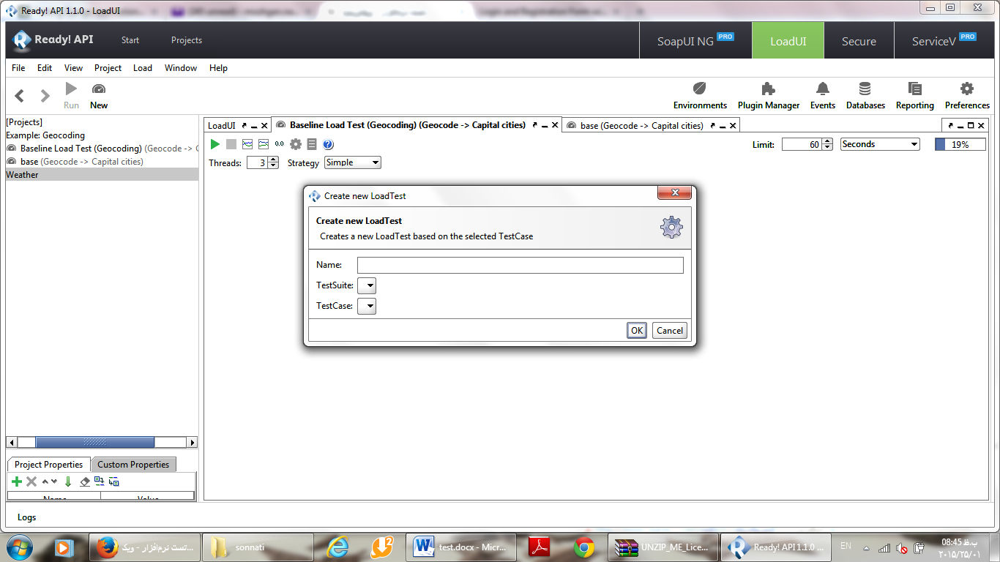 Ready! API 1.1.0 - LoadUI
Ready! API Start Projects SoapUI NG PRO LoadUI Secure ServiceV PRO
File Edit View Project Load Window Help
Run New Environments Plugin Manager Events Databases Reporting Preferences
[Projects]
Example: Geocoding
Baseline Load Test (Geocoding) (Geocode -> C
base (Geocode -> Capital cities)
Weather
LoadUI Baseline Load Test (Geocoding) (Geocode -> Capital cities) base (Geocode -> Capital cities)
0.0 Limit: 60 Seconds 19%
Threads: 3 Strategy Simple
Create new LoadTest
Create new LoadTest
Creates a new LoadTest based on the selected TestCase
Name:
TestSuite:
TestCase:
OK Cancel
Project Properties Custom Properties
Name Value
Logs
تست نرم‌افزار - ویک... sonnati test.docx - Micr... UNZIP_ME_Lice... Ready! API 1.1.0 ... EN
08:45 ب.ظ
۲۰۱۵/۲۵/۰۱